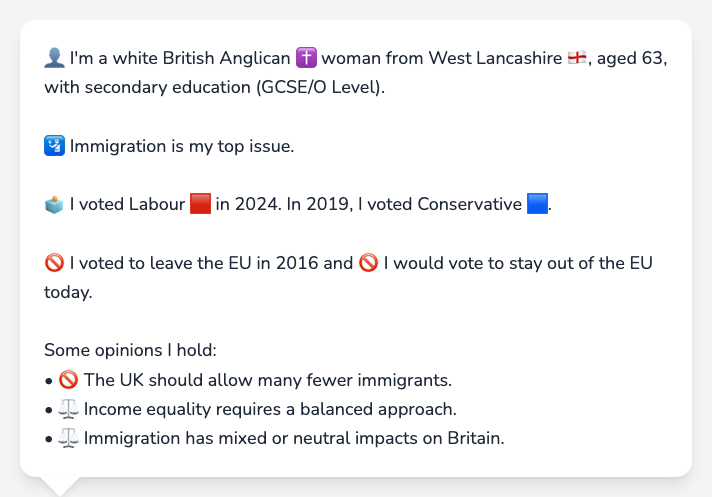 👤 I'm a white British Anglican ✝️ woman from West Lancashire 🏴󠁧󠁢󠁥󠁮󠁧󠁿, aged 63,
with secondary education (GCSE/O Level).
🛂 Immigration is my top issue.
🗳️ I voted Labour 🟥 in 2024. In 2019, I voted Conservative 🟦.
🚫 I voted to leave the EU in 2016 and 🚫 I would vote to stay out of the EU
today.
Some opinions I hold:
• 🚫 The UK should allow many fewer immigrants.
• ⚖️ Income equality requires a balanced approach.
• ⚖️ Immigration has mixed or neutral impacts on Britain.